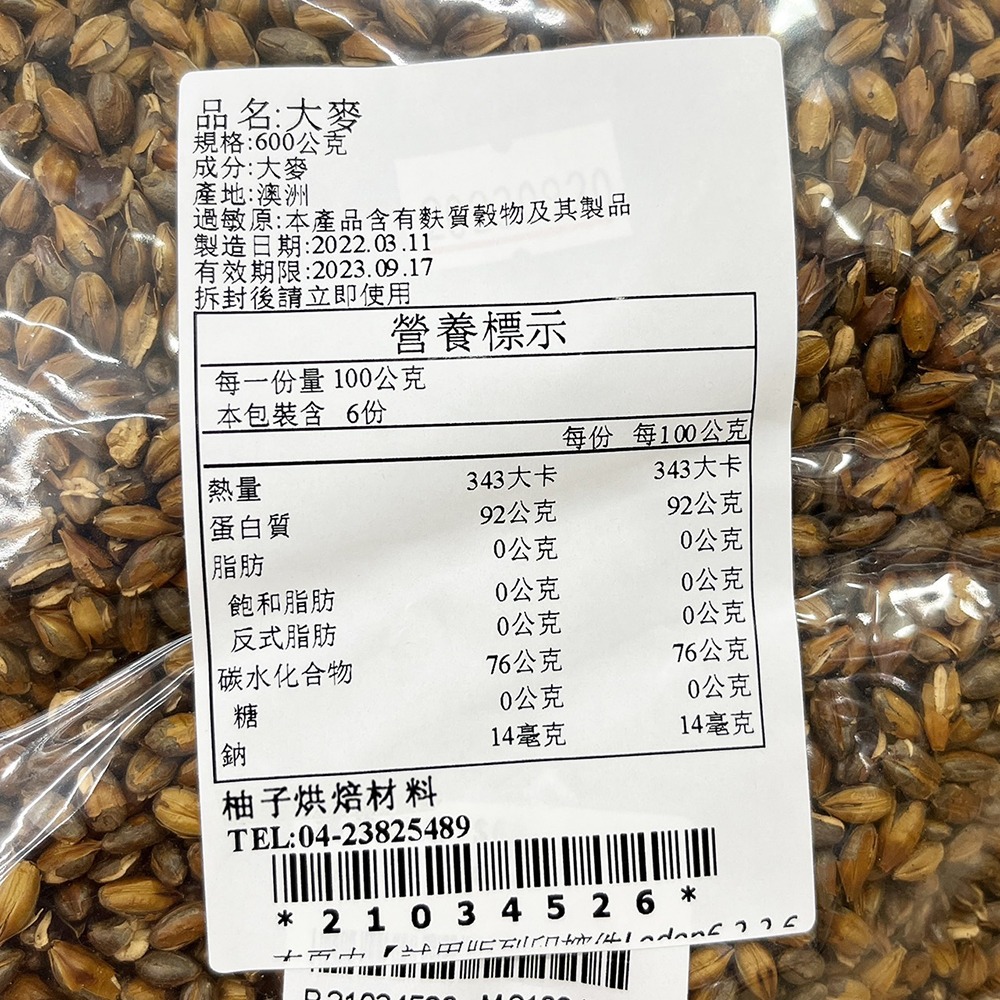 品名:大麥
規格:600公克
成分:大麥
產地:澳洲
過敏原:本產品含有麩質穀物及其製品
製造日期:2022.03.11
有效期限:2023.09.17
拆封後請立即使用
營養標示
每一份量 100公克
本包裝含 6份
每份 每100公克
熱量 343大卡 343大卡
蛋白質 92公克 92公克
脂肪 0公克 0公克
飽和脂肪 0公克 0公克
反式脂肪 0公克 0公克
碳水化合物 76公克 76公克
糖 0公克 0公克
鈉 14毫克 14毫克
柚子烘焙材料
TEL:04-23825489
*21034526*